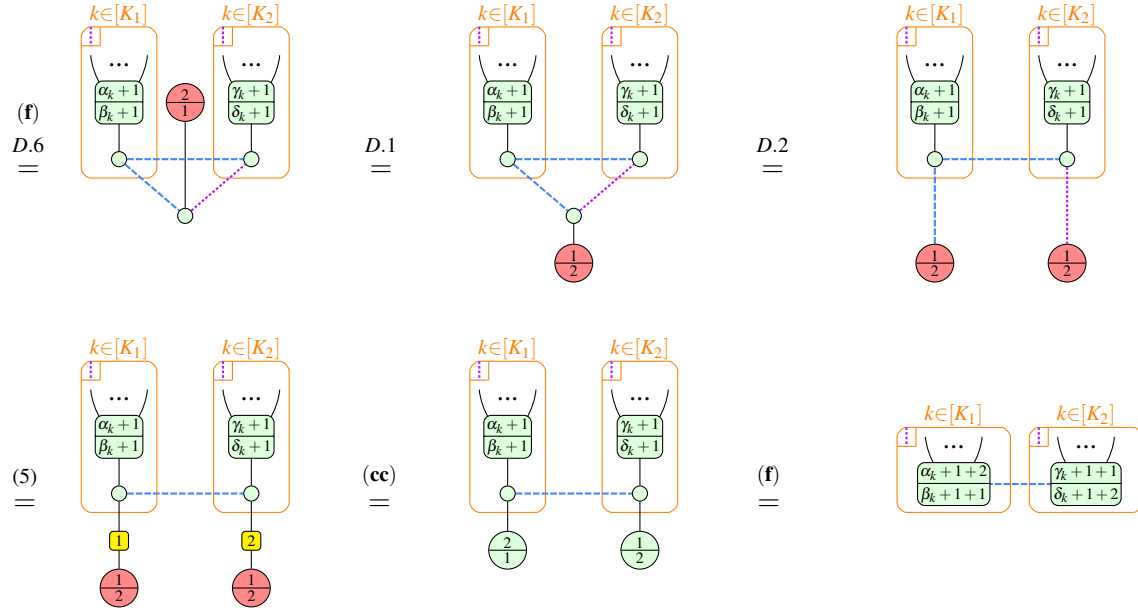 k∈[K₁] k∈[K₂] k∈[K₁] k∈[K₂] k∈[K₁] k∈[K₂]
... ... ... ... ... ...
(f) D.6 = αₖ+1 βₖ+1 2 1 γₖ+1 δₖ+1 D.1 = αₖ+1 βₖ+1 γₖ+1 δₖ+1 D.2 = αₖ+1 βₖ+1 γₖ+1 δₖ+1
1 2 1 2 1 2
k∈[K₁] k∈[K₂] k∈[K₁] k∈[K₂] k∈[K₁] k∈[K₂]
... ... ... ... ... ...
(5) = αₖ+1 βₖ+1 γₖ+1 δₖ+1 (cc) = αₖ+1 βₖ+1 γₖ+1 δₖ+1 (f) = αₖ+1+2 βₖ+1+1 γₖ+1+1 δₖ+1+2
1 2 2 1 1 2
1 2 1 2